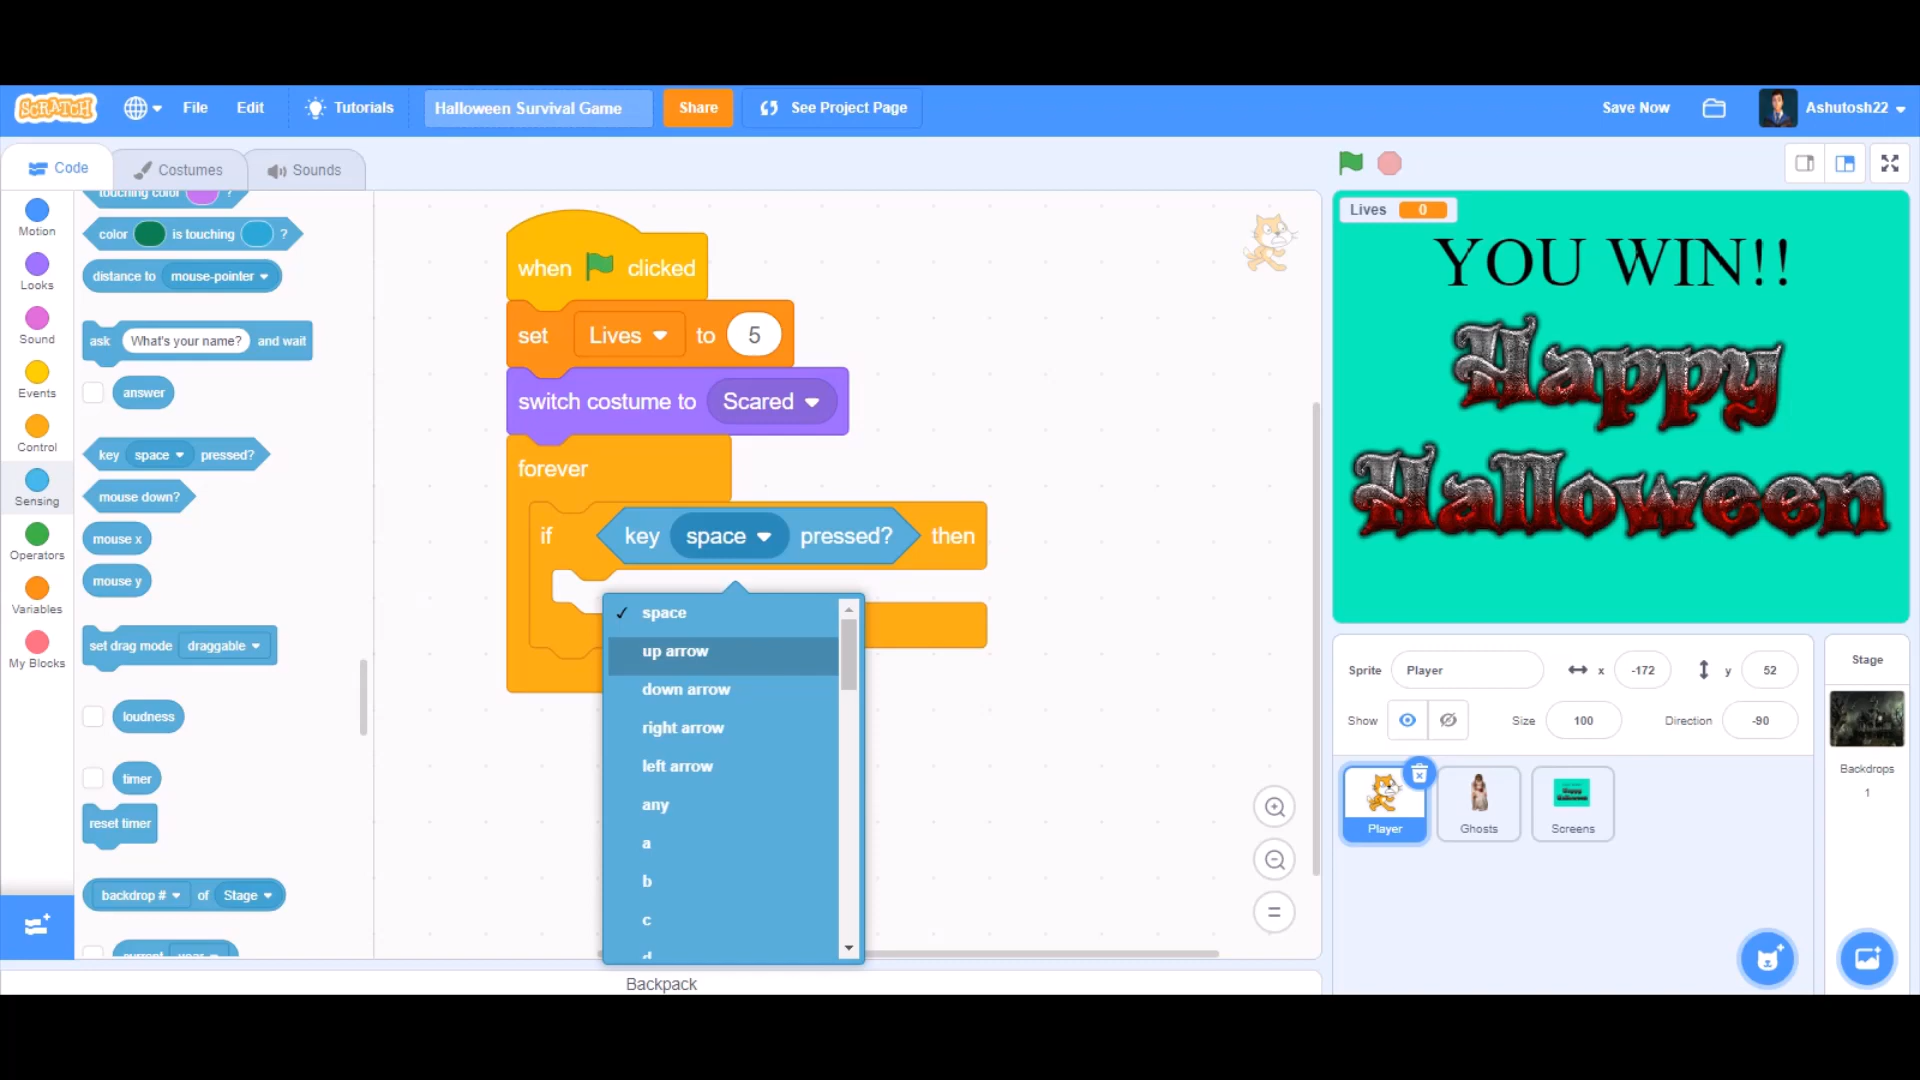 SCRATCH
File
Edit
Tutorials
Halloween Survival Game
Share
See Project Page
Save Now
Ashutosh22
Code
Costumes
Sounds
Motion
Looks
Sound
Events
Control
Sensing
Operators
Variables
My Blocks
touching color ?
color is touching ?
distance to mouse-pointer
ask What's your name? and wait
answer
key space pressed?
mouse down?
mouse x
mouse y
set drag mode draggable
loudness
timer
reset timer
backdrop # of Stage
current year
when clicked
set Lives to 5
switch costume to Scared
forever
if key space pressed? then
space
up arrow
down arrow
right arrow
left arrow
any
a
b
c
d
Backpack
Lives 0
YOU WIN!!
Happy
Halloween
Sprite Player x -172 y 52
Show Size 100 Direction -90
Player
Ghosts
Screens
Stage
Backdrops
1